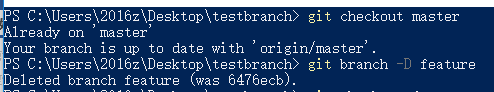 PS C:\Users\2016z\Desktop\testbranch> git checkout master
Already on 'master'
Your branch is up to date with 'origin/master'.
PS C:\Users\2016z\Desktop\testbranch> git branch -D feature
Deleted branch feature (was 6476ecb).